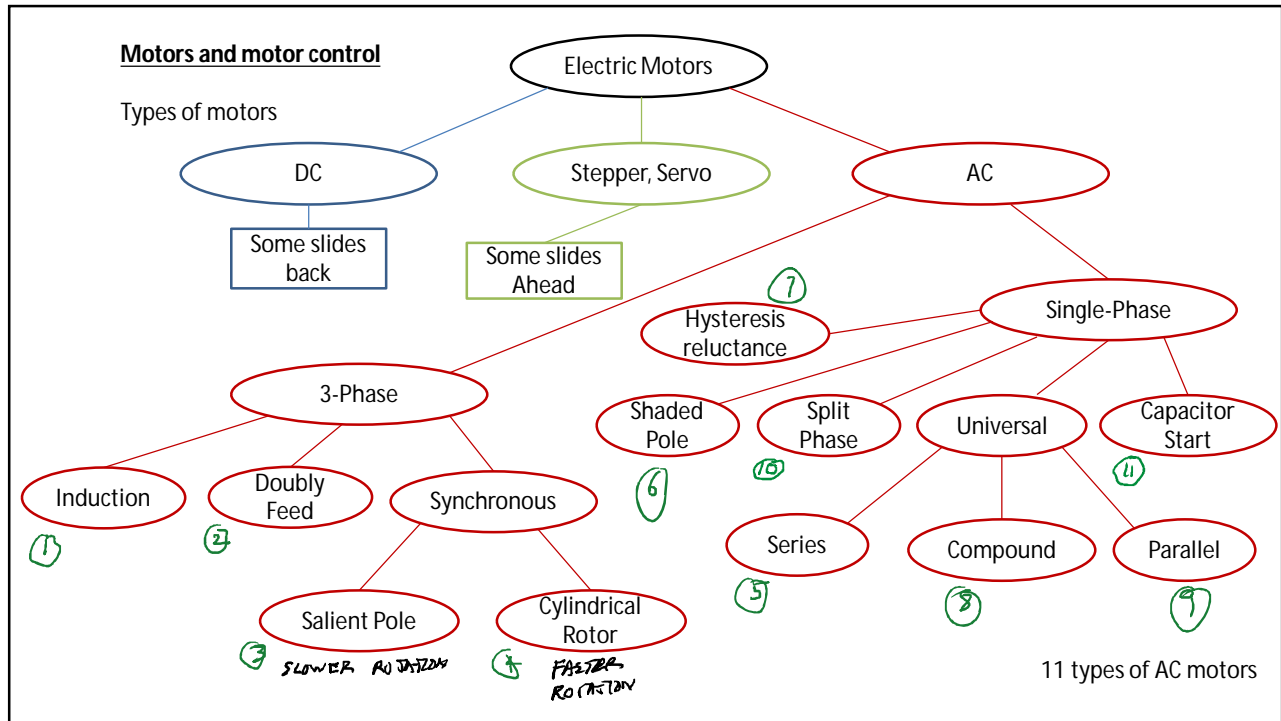 Motors and motor control
Electric Motors
Types of motors
DC
Stepper, Servo
AC
Some slides
back
Some slides
Ahead
7
Hysteresis
reluctance
Single-Phase
3-Phase
Shaded
Pole
Split
Phase
Universal
Capacitor
Start
6
10
11
Induction
Doubly
Feed
Synchronous
1
2
Series
Compound
Parallel
5
8
9
Salient Pole
Cylindrical
Rotor
3
SLOWER ROTATION
4
FASTER
ROTATION
11 types of AC motors